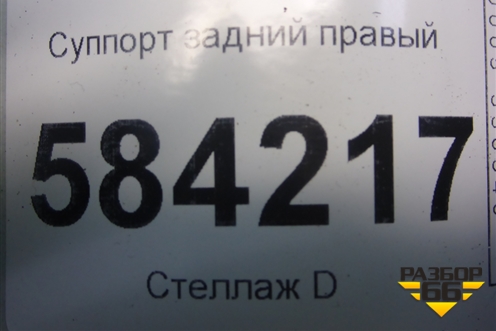 Суппорт задний правый
584217
Стеллаж D
РАЗБОР
66